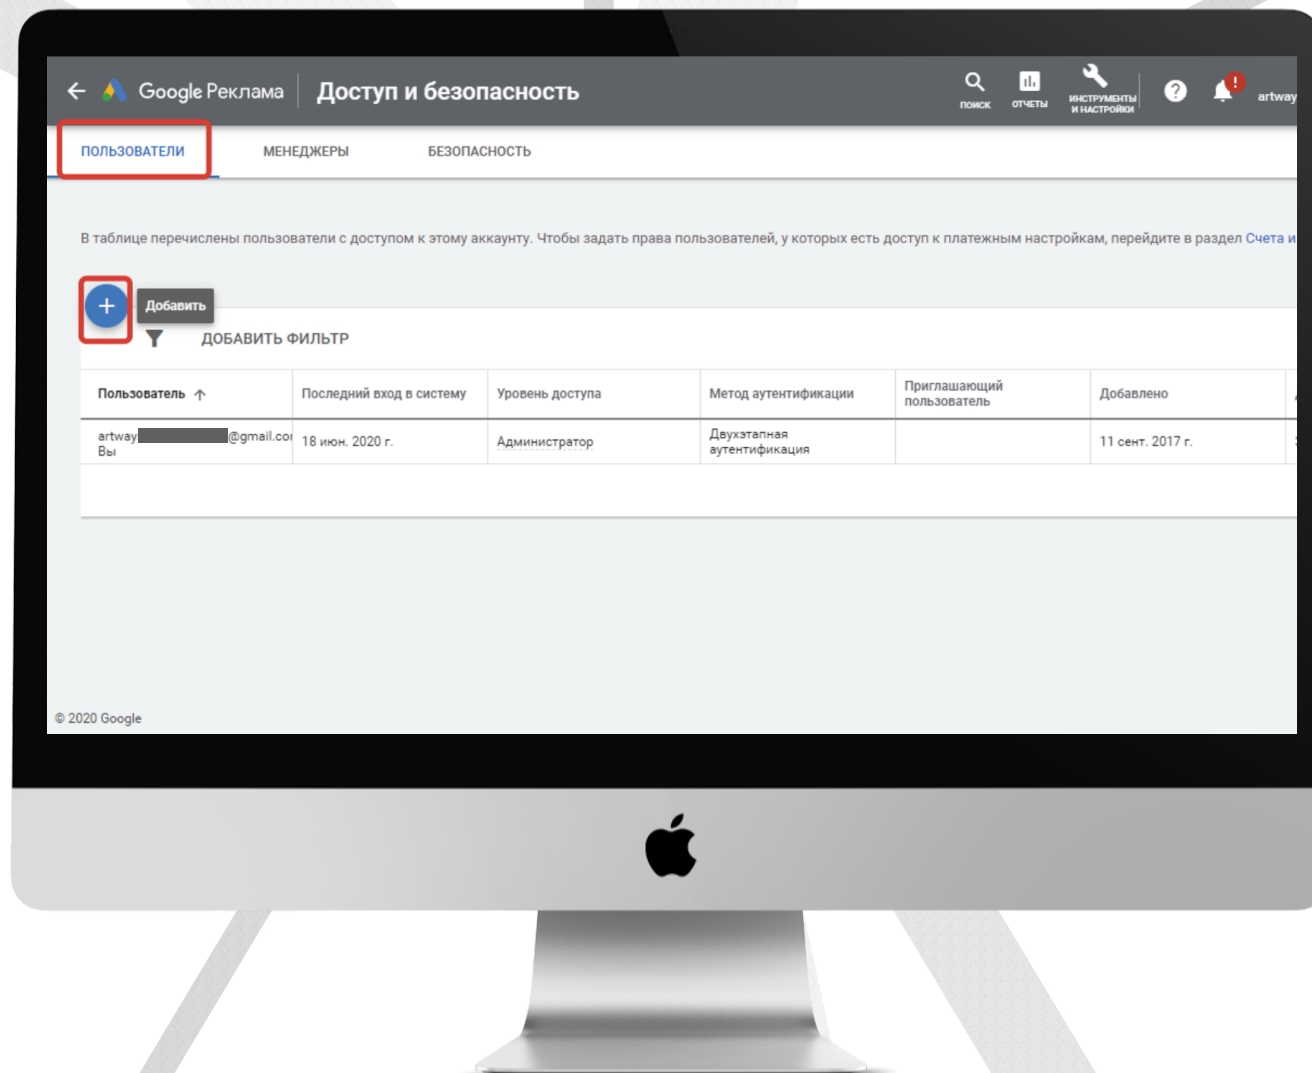 Google Реклама
Доступ и безопасность
ПОИСК
ОТЧЕТЫ
ИНСТРУМЕНТЫ
И НАСТРОЙКИ
?
!
artway
ПОЛЬЗОВАТЕЛИ
МЕНЕДЖЕРЫ
БЕЗОПАСНОСТЬ
В таблице перечислены пользователи с доступом к этому аккаунту. Чтобы задать права пользователей, у которых есть доступ к платежным настройкам, перейдите в раздел Счета и
Добавить
ДОБАВИТЬ ФИЛЬТР
Пользователь
Последний вход в систему
Уровень доступа
Метод аутентификации
Приглашающий
пользователь
Добавлено
artway
@gmail.com
Вы
18 июн. 2020 г.
Администратор
Двухэтапная
аутентификация
11 сент. 2017 г.
© 2020 Google